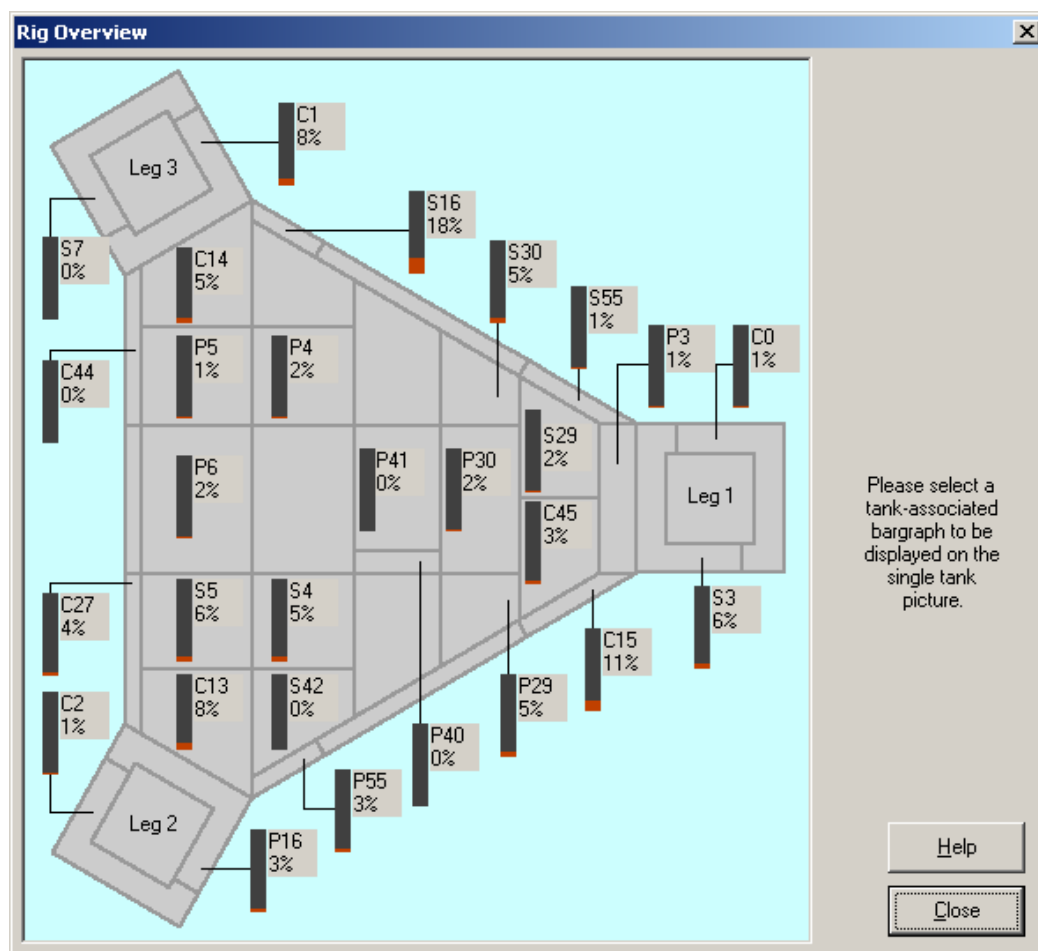 Rig Overview
C1
8%
Leg 3
S16
18%
S7
0%
C14
5%
S30
5%
S55
1%
P3
1%
C0
1%
P5
1%
P4
2%
C44
0%
S29
2%
P6
2%
P41
0%
P30
2%
Leg 1
C45
3%
Please select a
tank-associated
bargraph to be
displayed on the
single tank
picture.
C27
4%
S5
6%
S4
5%
S3
6%
C15
11%
C2
1%
C13
8%
S42
0%
P29
5%
P40
0%
P55
3%
Leg 2
P16
3%
Help
Close